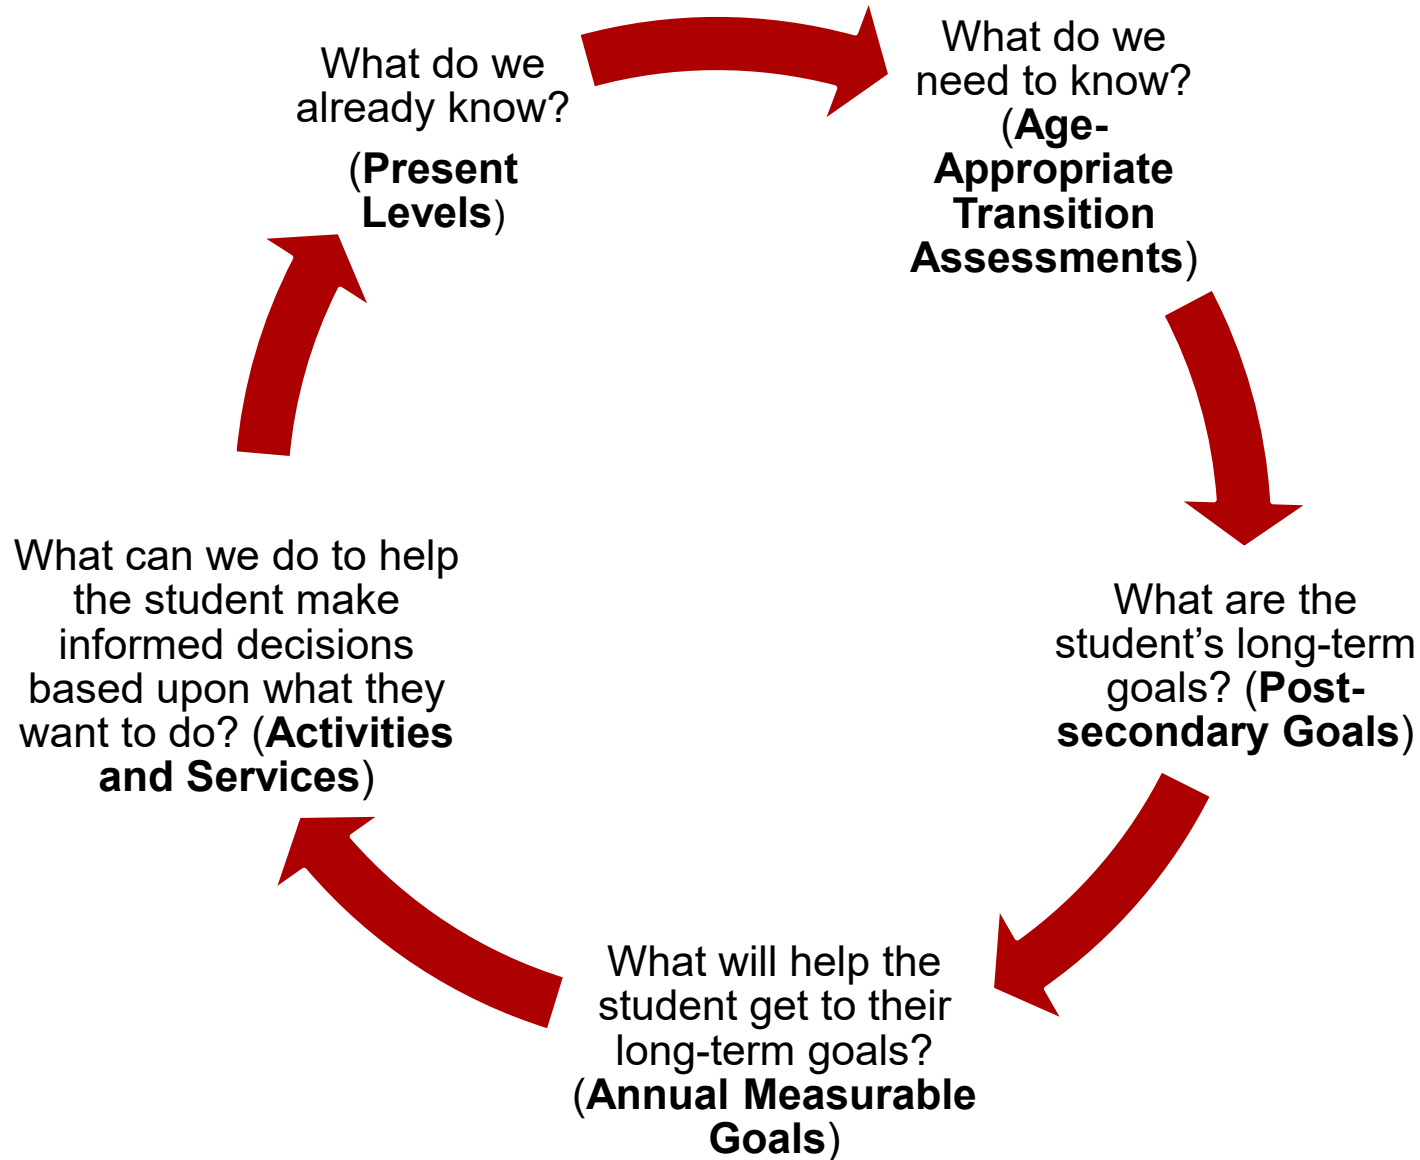 What do we
already know?
(Present
Levels)
What do we
need to know?
(Age-
Appropriate
Transition
Assessments)
What are the
student’s long-term
goals? (Post-
secondary Goals)
What will help the
student get to their
long-term goals?
(Annual Measurable
Goals)
What can we do to help
the student make
informed decisions
based upon what they
want to do? (Activities
and Services)